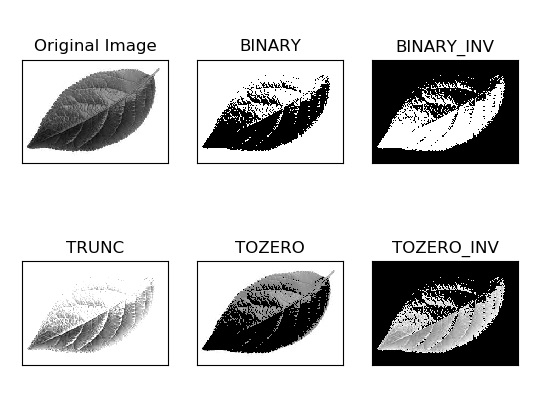 Original Image
BINARY
BINARY_INV
TRUNC
TOZERO
TOZERO_INV